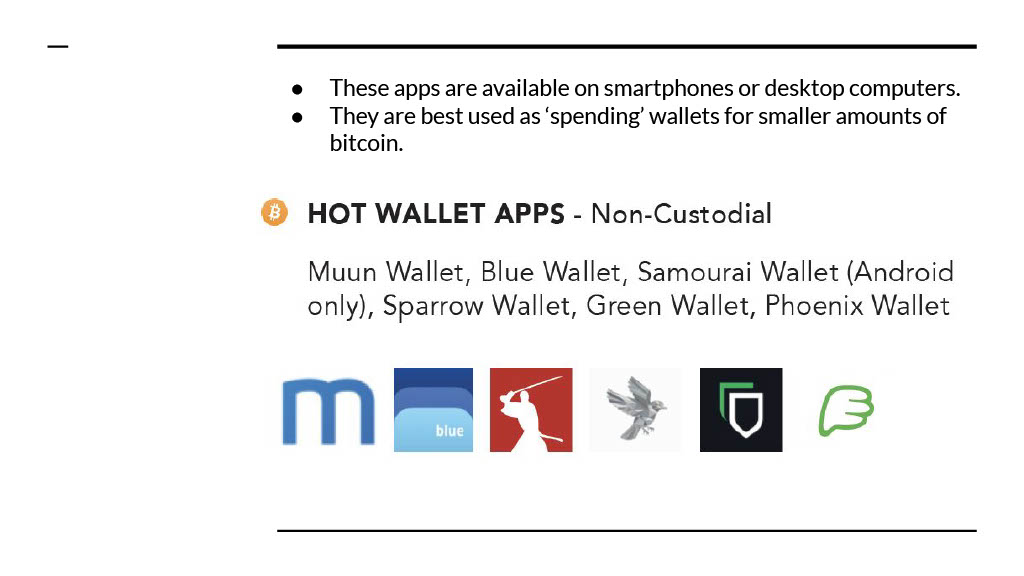 ● These apps are available on smartphones or desktop computers.
● They are best used as ‘spending’ wallets for smaller amounts of
bitcoin.
HOT WALLET APPS - Non-Custodial
Muun Wallet, Blue Wallet, Samourai Wallet (Android
only), Sparrow Wallet, Green Wallet, Phoenix Wallet
m
blue